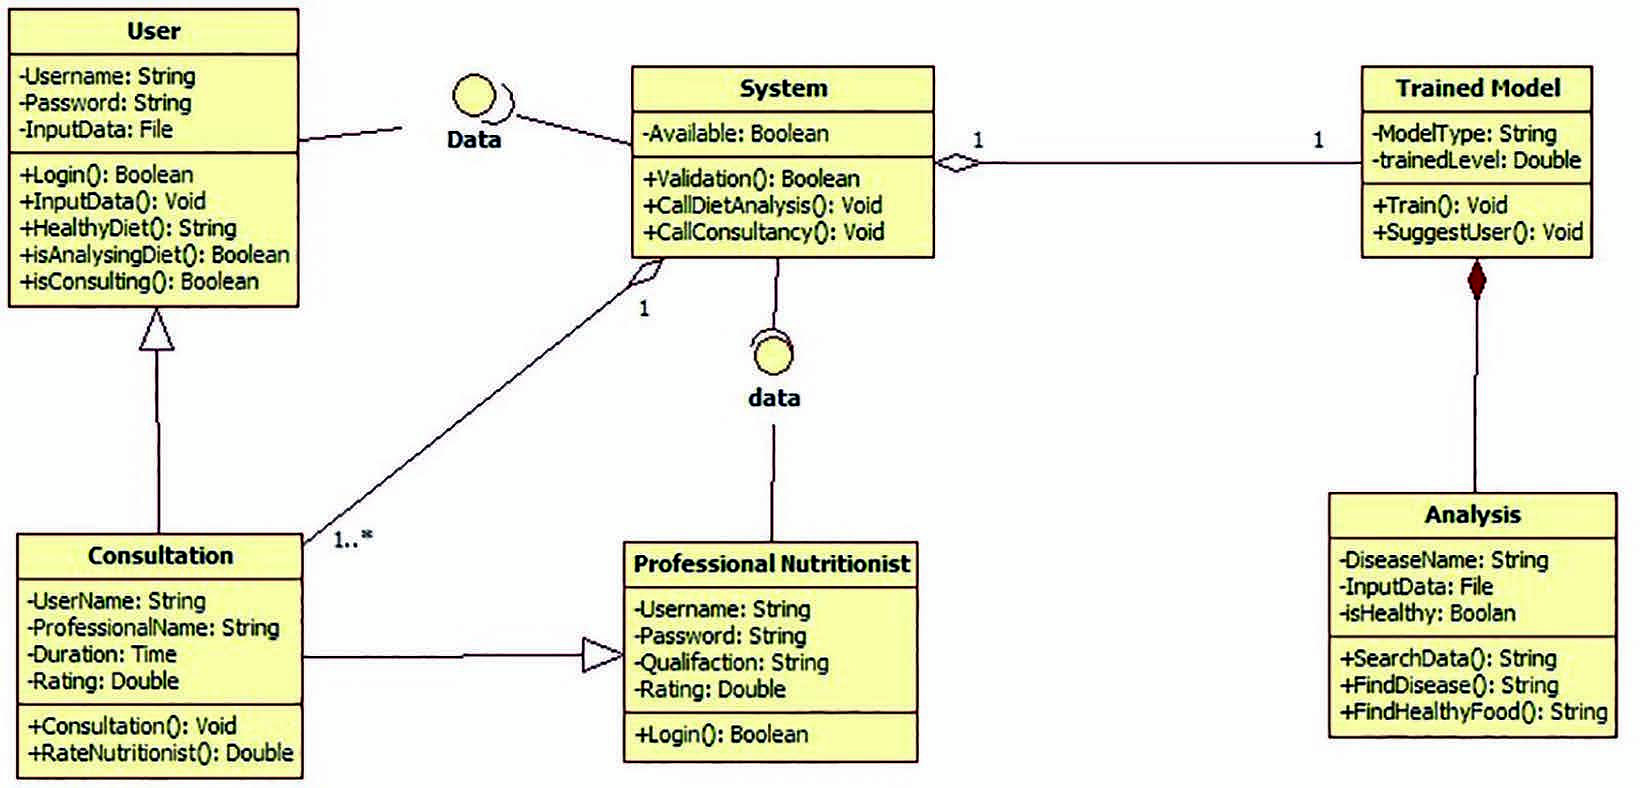 User
-Username: String
-Password: String
-InputData: File
+Login(): Boolean
+InputData(): Void
+HealthyDiet(): String
+isAnalysingDiet(): Boolean
+isConsulting(): Boolean
Data
System
-Available: Boolean
+Validation(): Boolean
+CallDietAnalysis(): Void
+CallConsultancy(): Void
1
1
Trained Model
-ModelType: String
-trainedLevel: Double
+Train(): Void
+SuggestUser(): Void
1
1..*
data
Consultation
-UserName: String
-ProfessionalName: String
-Duration: Time
-Rating: Double
+Consultation(): Void
+RateNutritionist(): Double
Professional Nutritionist
-Username: String
-Password: String
-Qualifaction: String
-Rating: Double
+Login(): Boolean
Analysis
-DiseaseName: String
-InputData: File
-isHealthy: Boolan
+SearchData(): String
+FindDisease(): String
+FindHealthyFood(): String